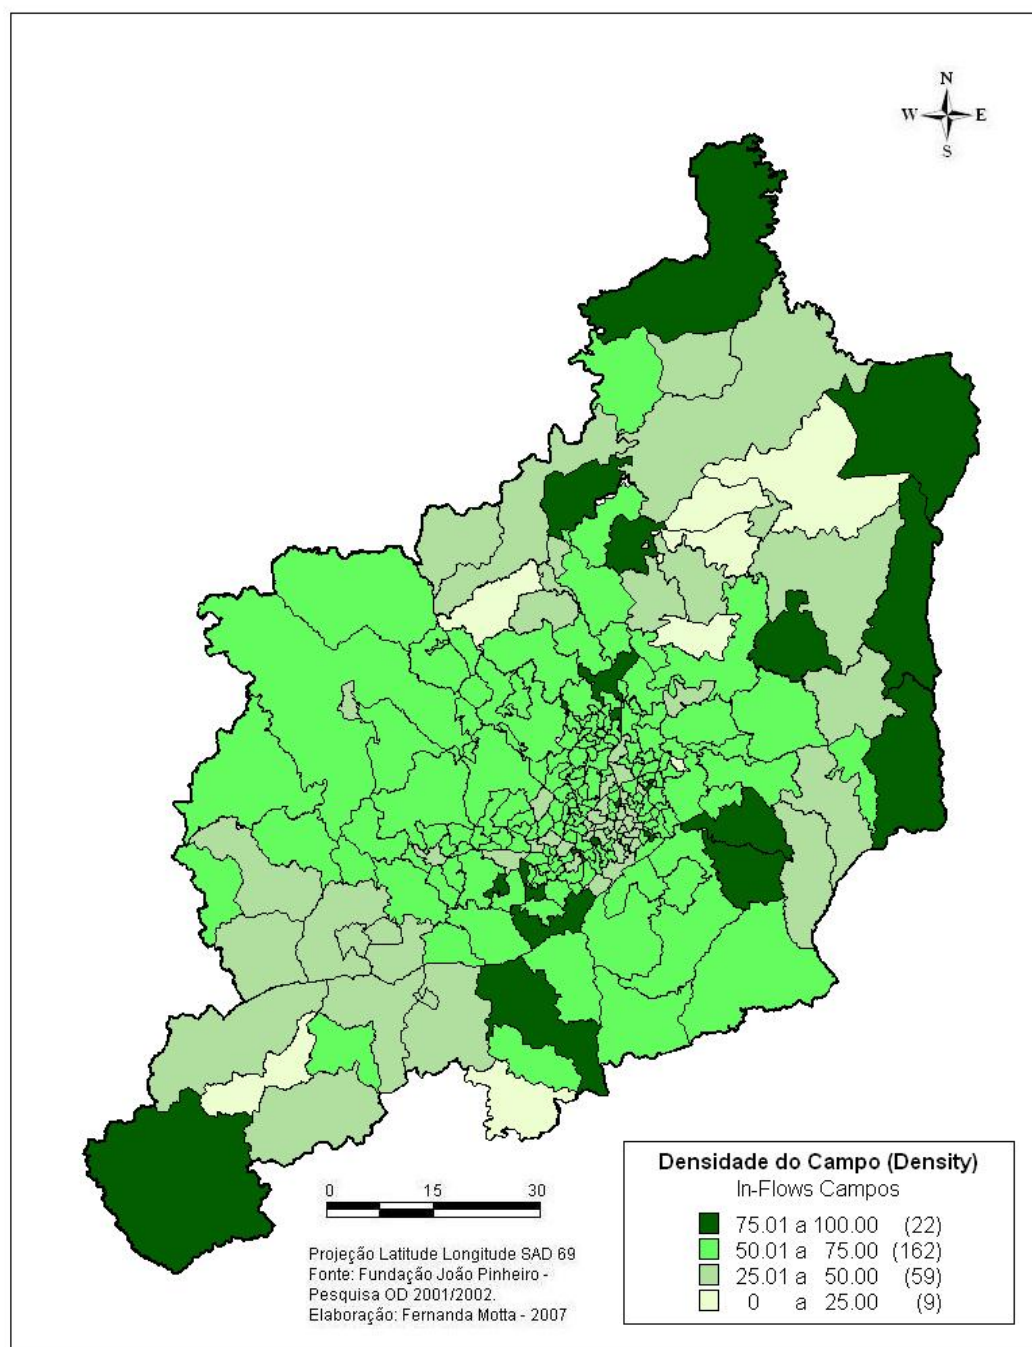 N
W E
S
Densidade do Campo (Density)
In-Flows Campos
75.01 a 100.00 (22)
50.01 a 75.00 (162)
25.01 a 50.00 (59)
0 a 25.00 (9)
0 15 30
Projeção Latitude Longitude SAD 69
Fonte: Fundação João Pinheiro -
Pesquisa OD 2001/2002.
Elaboração: Fernanda Motta - 2007